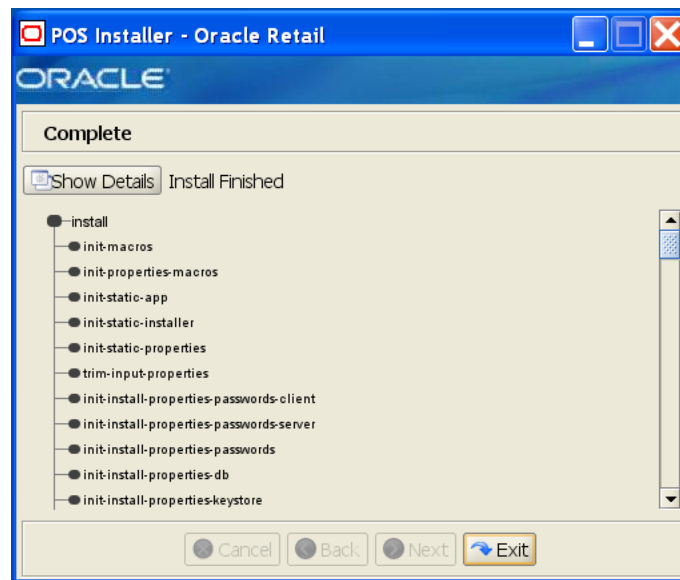 POS Installer - Oracle Retail
ORACLE
Complete
Show Details Install Finished
install
init-macros
init-properties-macros
init-static-app
init-static-installer
init-static-properties
trim-input-properties
init-install-properties-passwords-client
init-install-properties-passwords-server
init-install-properties-passwords
init-install-properties-db
init-install-properties-keystore
Cancel Back Next Exit